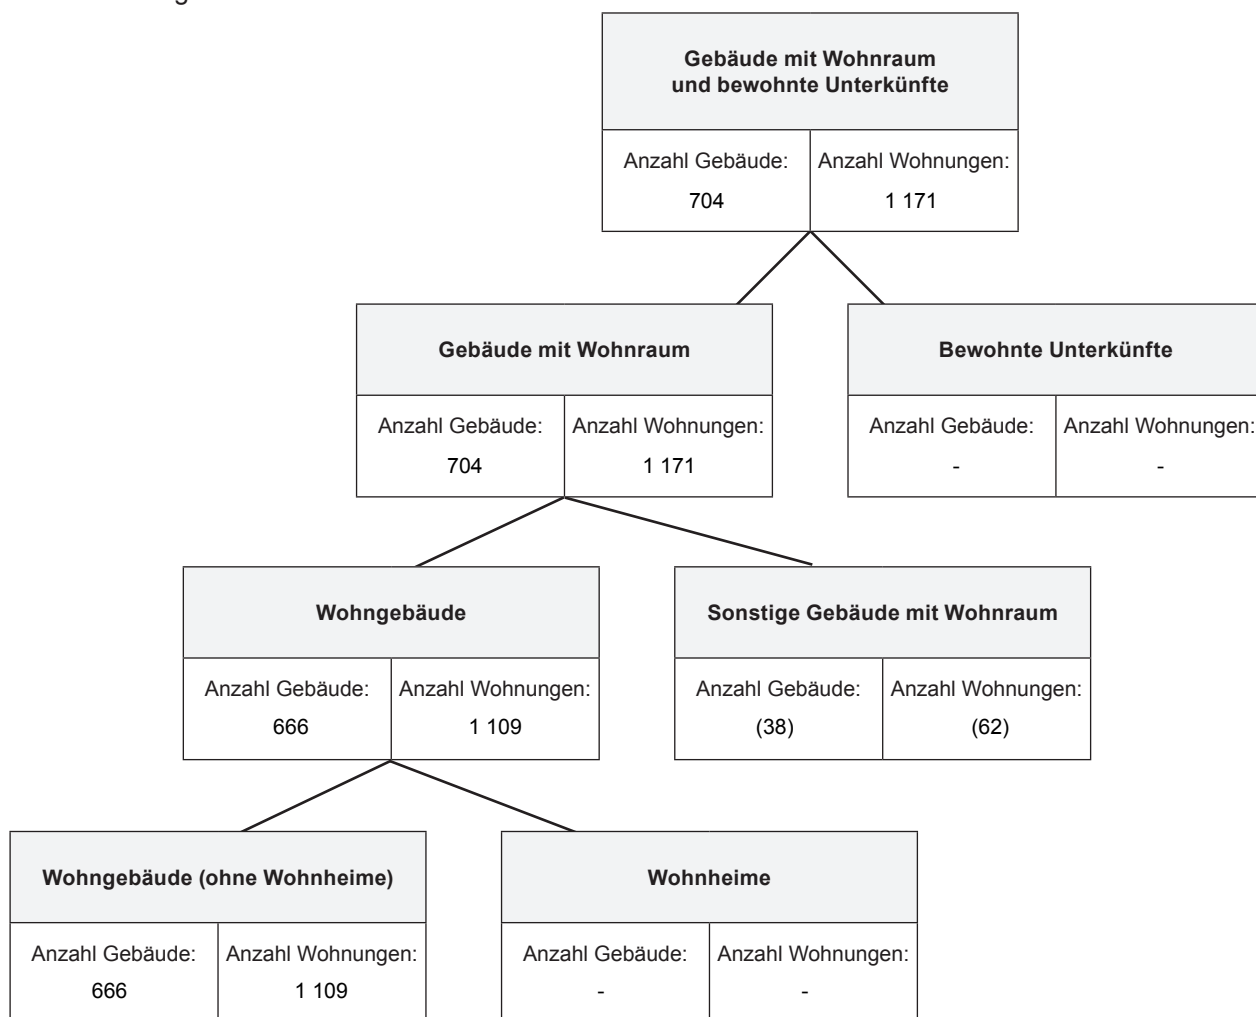 Gebäude mit Wohnraum
und bewohnte Unterkünfte
Anzahl Gebäude: Anzahl Wohnungen:
704 1 171
Gebäude mit Wohnraum
Anzahl Gebäude: Anzahl Wohnungen:
704 1 171
Bewohnte Unterkünfte
Anzahl Gebäude: Anzahl Wohnungen:
- -
Wohngebäude
Anzahl Gebäude: Anzahl Wohnungen:
666 1 109
Sonstige Gebäude mit Wohnraum
Anzahl Gebäude: Anzahl Wohnungen:
(38) (62)
Wohngebäude (ohne Wohnheime)
Anzahl Gebäude: Anzahl Wohnungen:
666 1 109
Wohnheime
Anzahl Gebäude: Anzahl Wohnungen:
- -